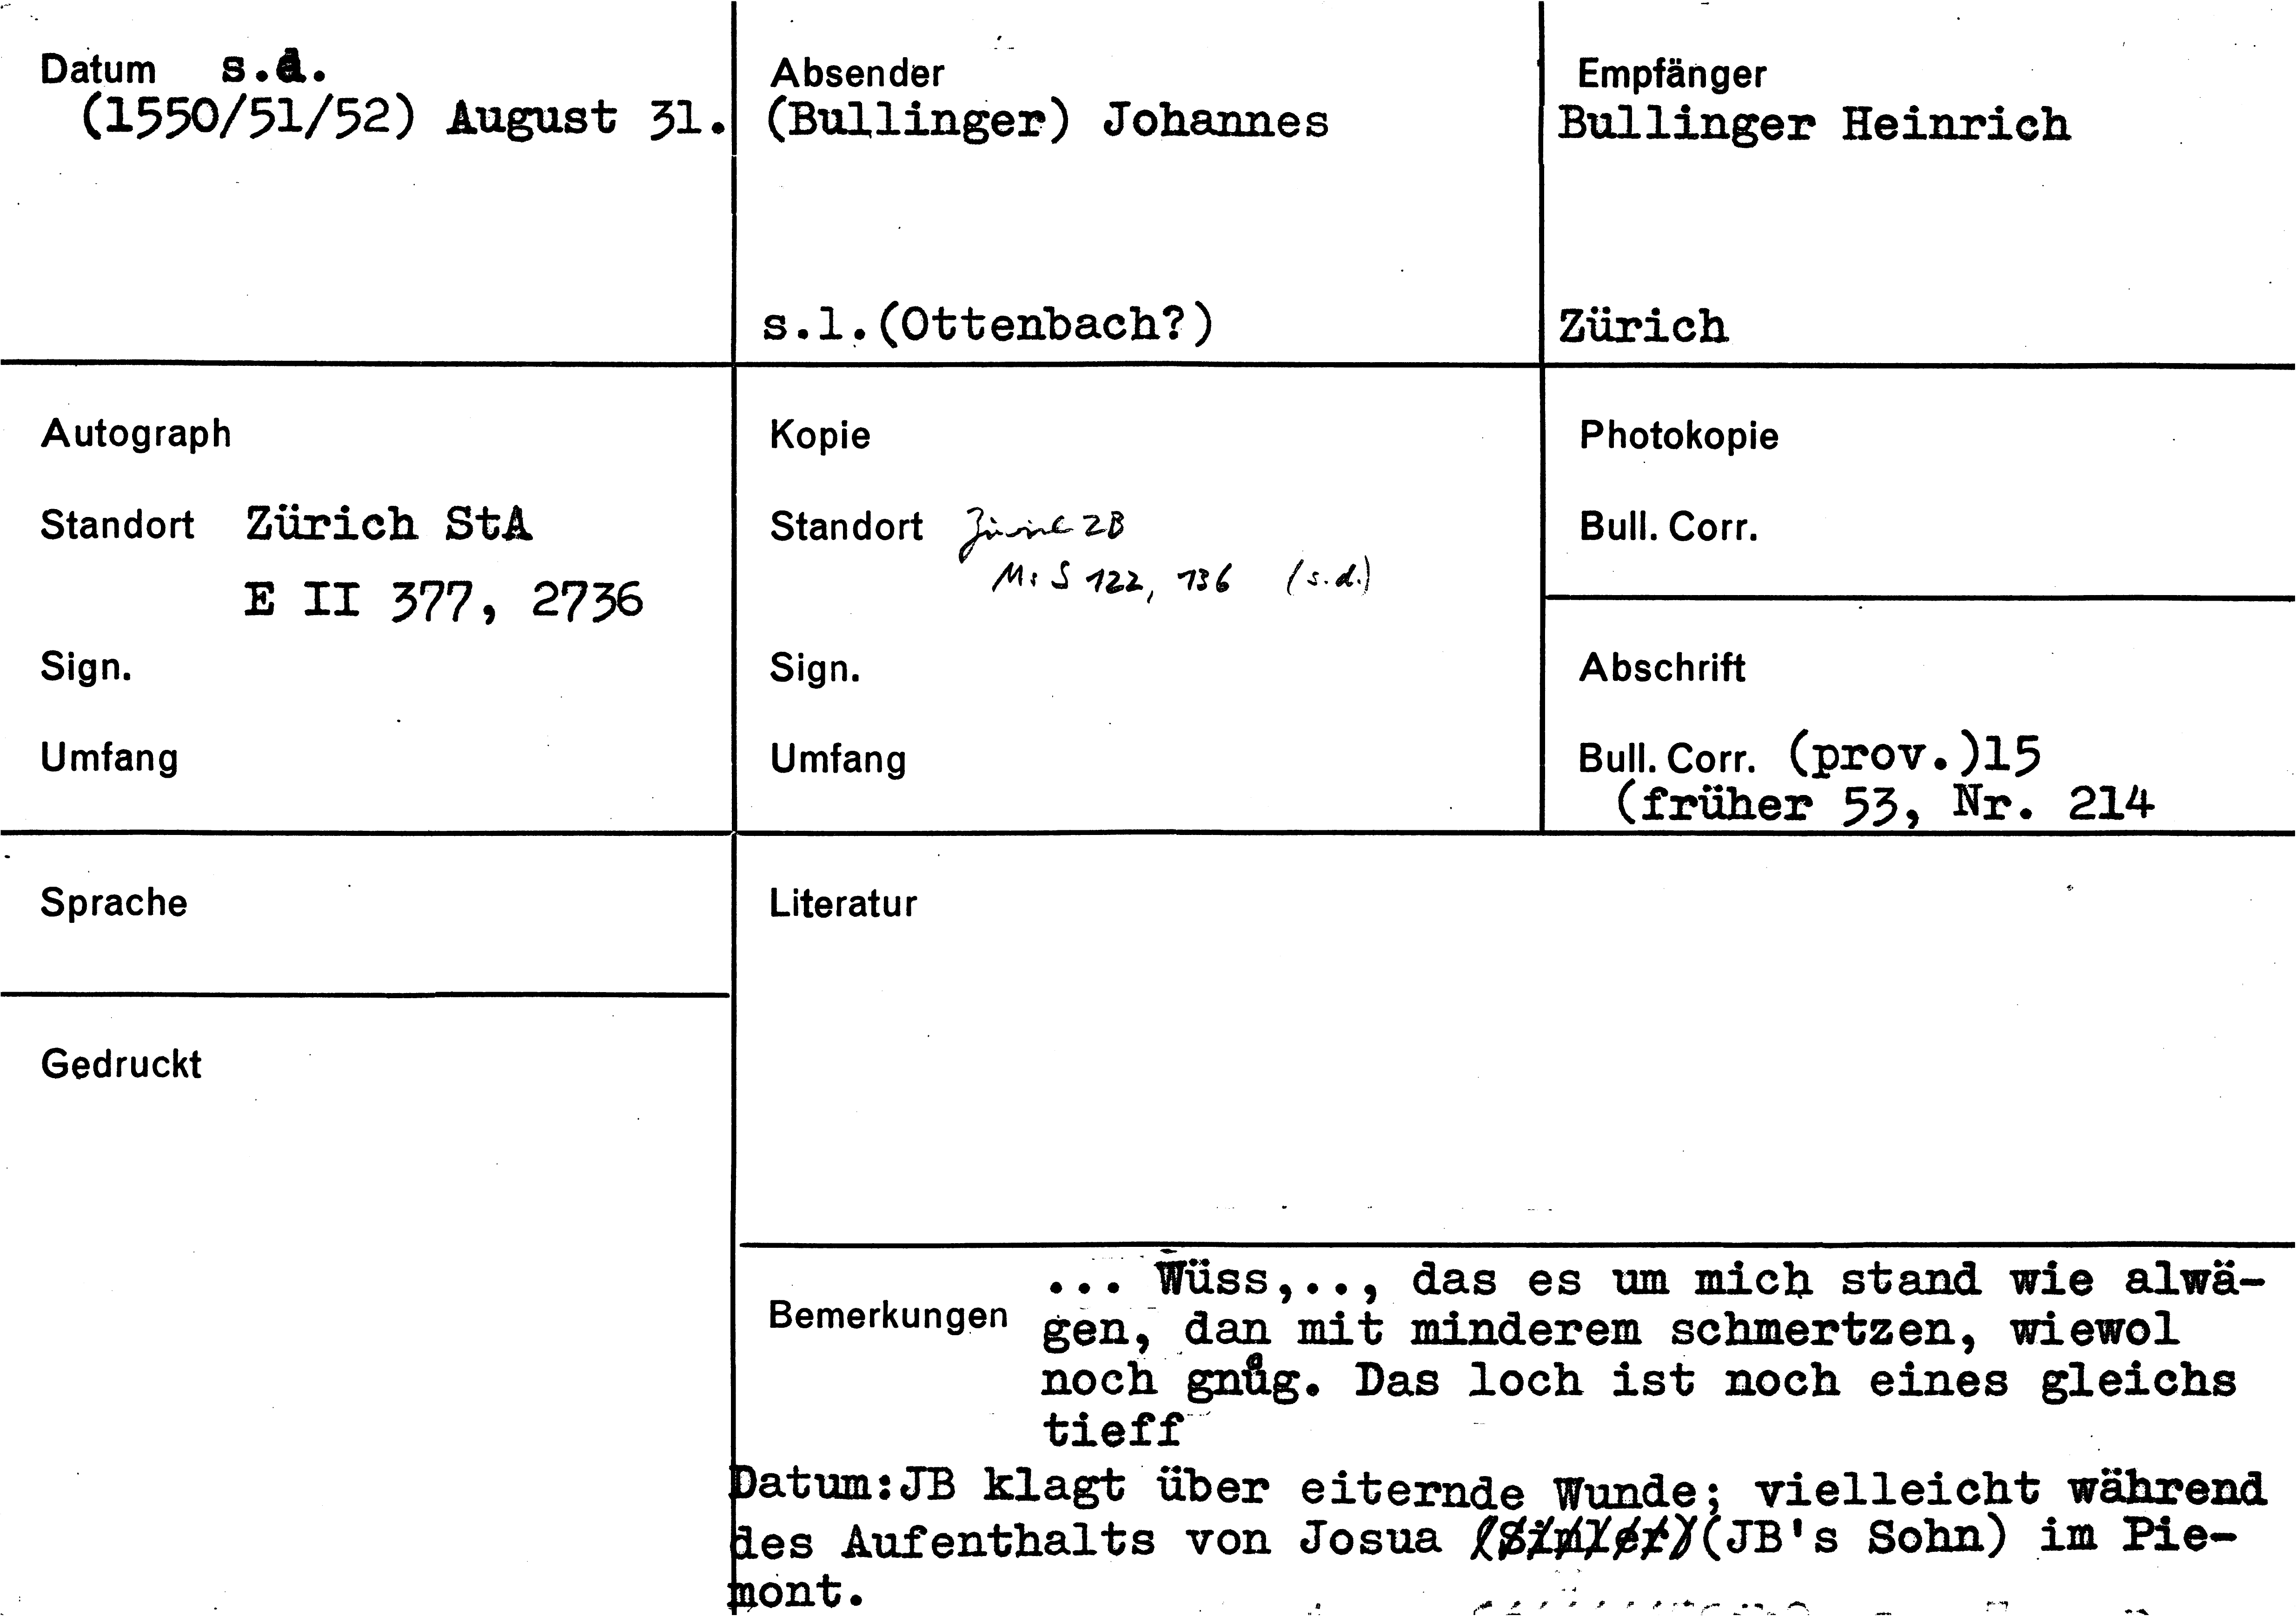 Datum s.d.
(1550/51/52) August 31.
Absender
(Bullinger) Johannes
s.l.(Ottenbach?)
Empfänger
Bullinger Heinrich
Zürich
Autograph
Standort Zürich StA
E II 377, 2736
Sign.
Umfang
Kopie
Standort Zürich ZB
Ms S 122, 136 (s.d.)
Sign.
Umfang
Photokopie
Bull. Corr.
Abschrift
Bull. Corr. (prov.)15
(früher 53, Nr. 214
Sprache
Gedruckt
Literatur
Bemerkungen
... Wüss,.., das es um mich stand wie alwä-
gen, dan mit minderem schmertzen, wiewol
noch gnůg. Das loch ist noch eines gleichs
tieff
Datum:JB klagt über eiternde Wunde; vielleicht während
des Aufenthalts von Josua (Simler)(JB's Sohn) im Pie-
mont.